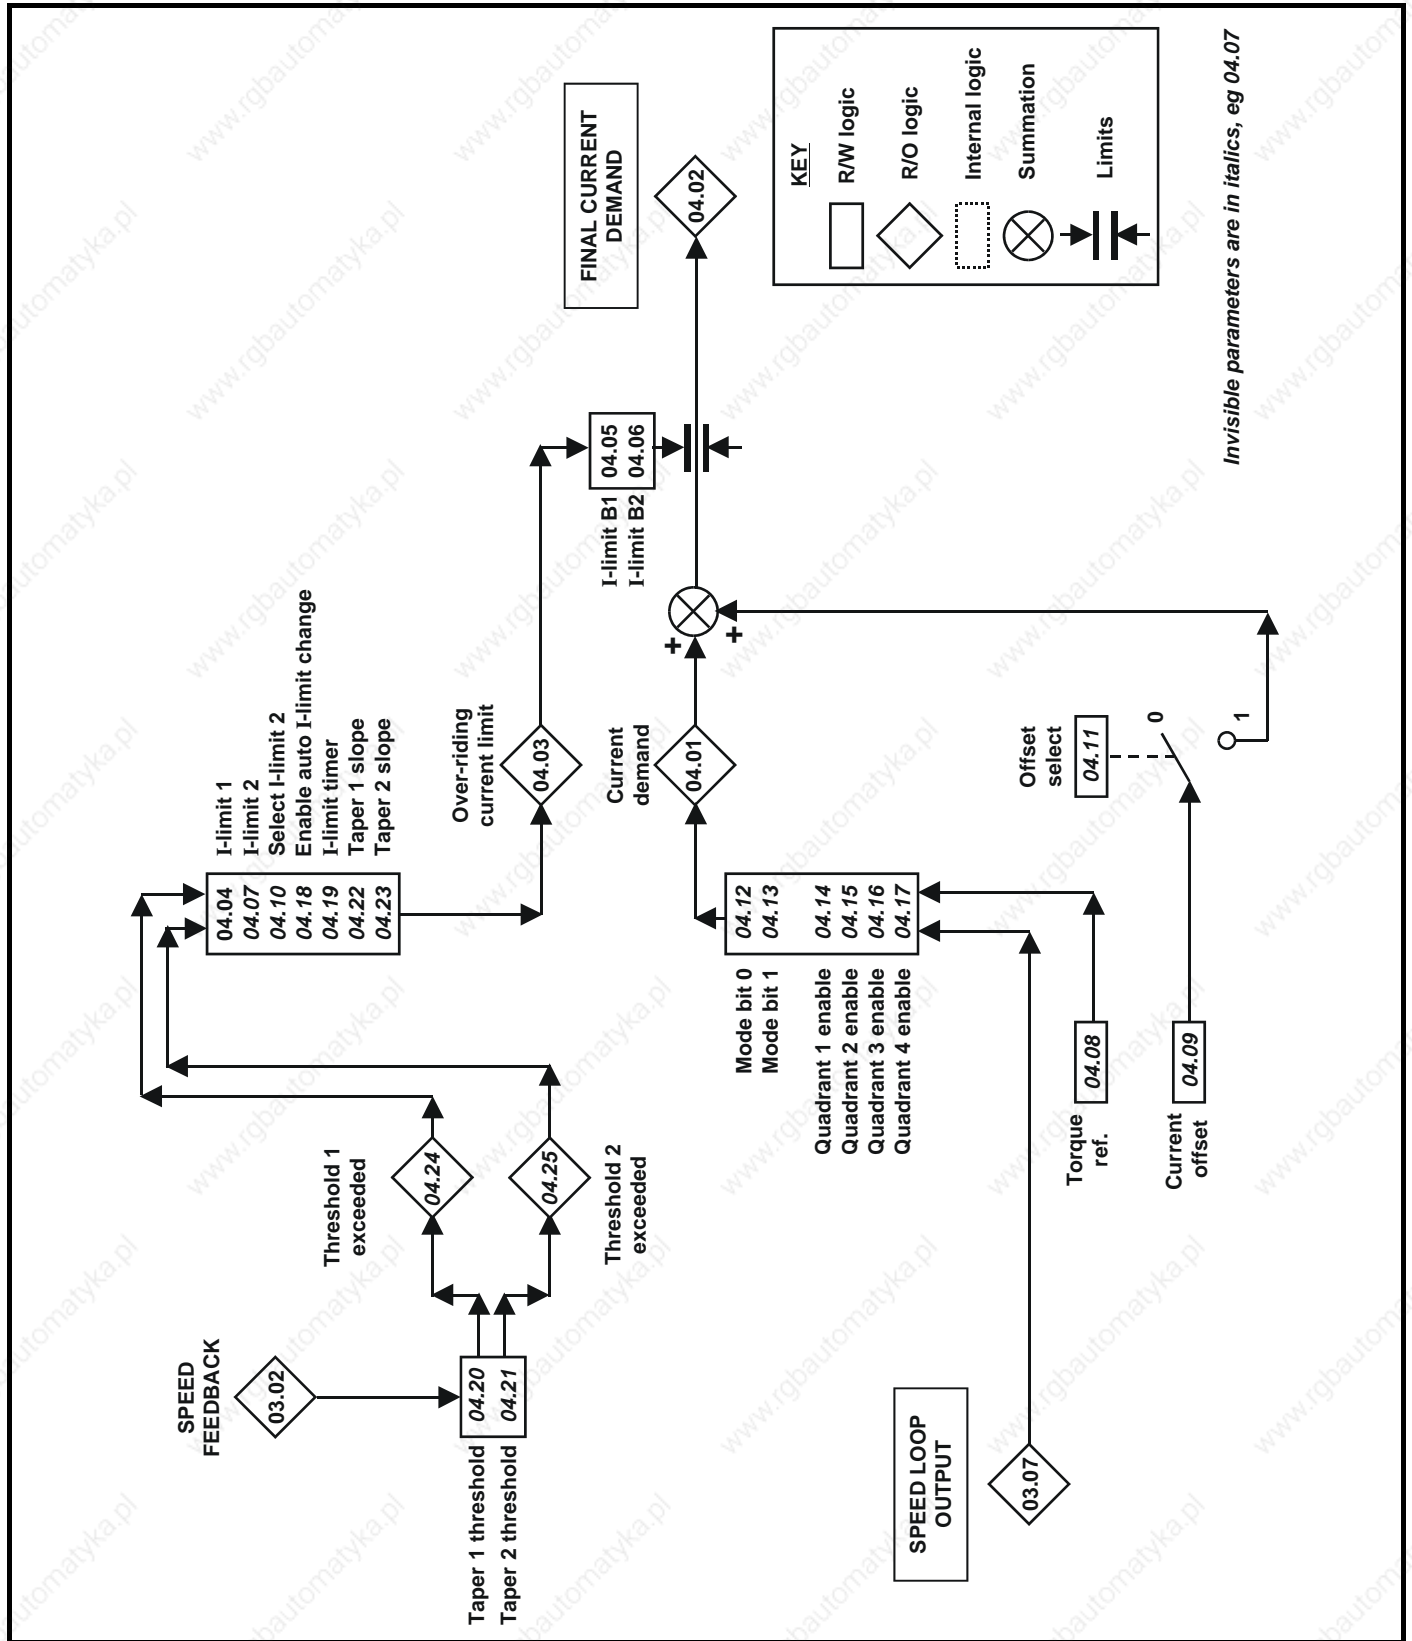 SPEED
FEEDBACK
03.02
Taper 1 threshold
04.20
Taper 2 threshold
04.21
Threshold 1
exceeded
04.24
04.25
Threshold 2
exceeded
04.04 I-limit 1
04.07 I-limit 2
04.10 Select I-limit 2
04.18 Enable auto I-limit change
04.19 I-limit timer
04.22 Taper 1 slope
04.23 Taper 2 slope
Over-riding
current limit
04.03
I-limit B1 04.05
I-limit B2 04.06
FINAL CURRENT
DEMAND
04.02
Current
demand
04.01
+
+
Mode bit 0 04.12
Mode bit 1 04.13
Quadrant 1 enable 04.14
Quadrant 2 enable 04.15
Quadrant 3 enable 04.16
Quadrant 4 enable 04.17
SPEED LOOP
OUTPUT
03.07
Torque
ref.
04.08
Current
offset
04.09
Offset
select
04.11
0
1
KEY
R/W logic
R/O logic
Internal logic
Summation
Limits
Invisible parameters are in italics, eg 04.07
www.rgbautomatyka.pl